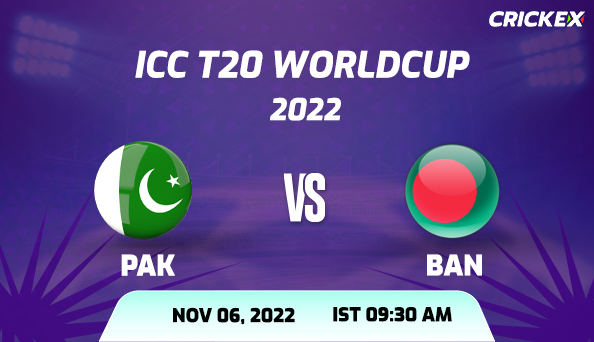 CRICKEX
ICC T20 WORLDCUP
2022
VS
PAK
BAN
NOV 06, 2022
IST 09:30 AM